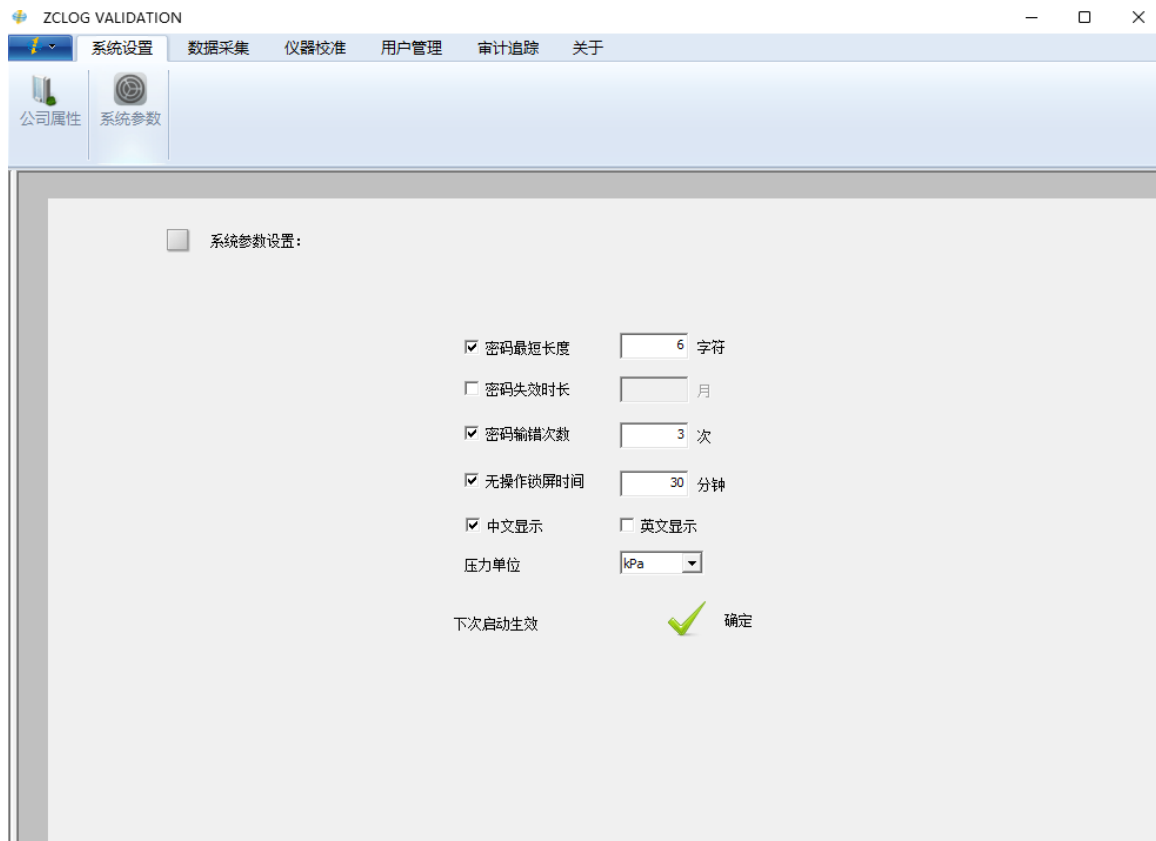 ZCLOG VALIDATION
系统设置 数据采集 仪器校准 用户管理 审计追踪 关于
公司属性 系统参数
系统参数设置:
密码最短长度 6 字符
密码失效时长 月
密码输错次数 3 次
无操作锁屏时间 30 分钟
中文显示 英文显示
压力单位 kPa
下次启动生效 确定